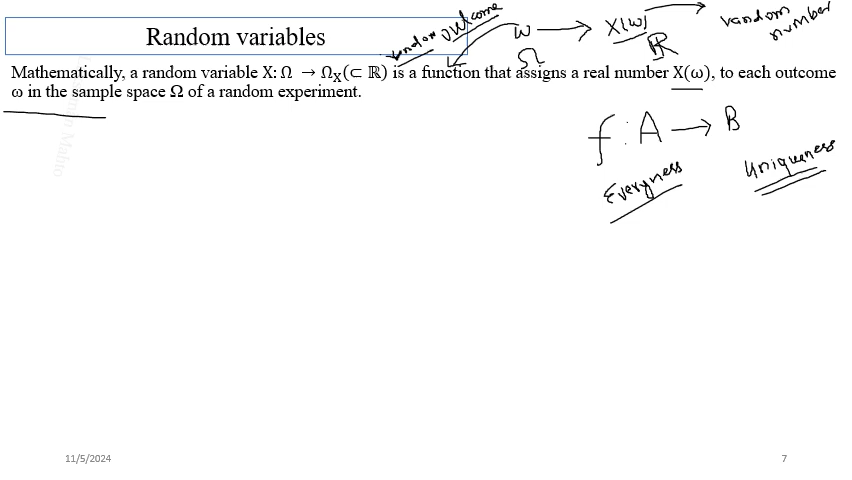 Random variables
random outcome
ω → X(ω) → random number
Ω ℝ
Mathematically, a random variable X: Ω → Ωₓ(⊂ ℝ) is a function that assigns a real number X(ω), to each outcome
ω in the sample space Ω of a random experiment.
f : A → B
Everyness
Uniqueness
11/5/2024
7